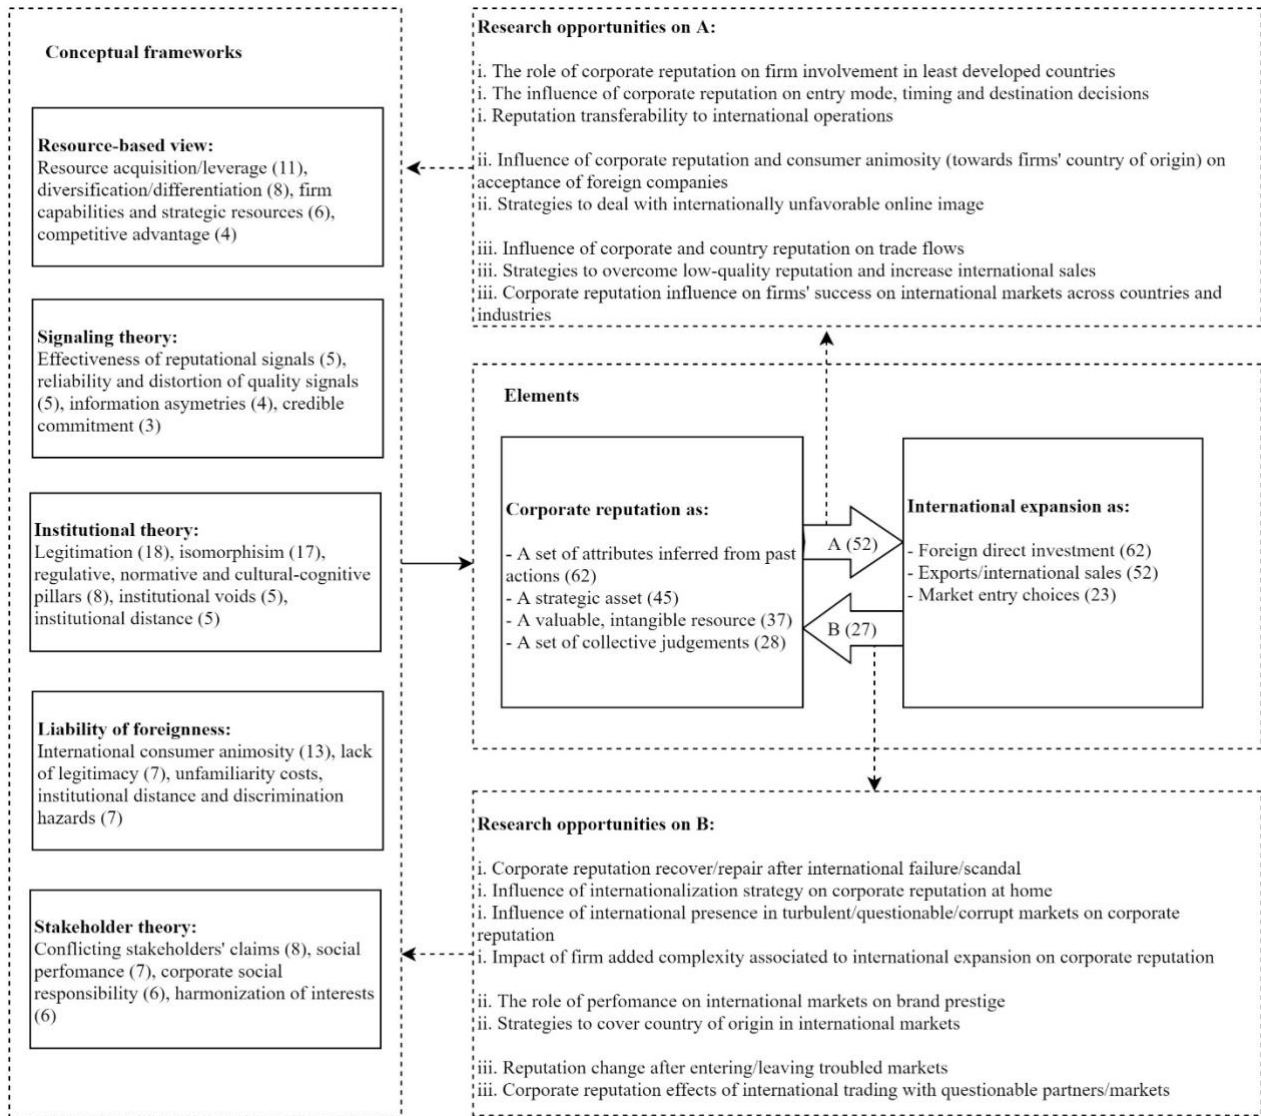 Conceptual frameworks
Resource-based view:
Resource acquisition/leverage (11),
diversification/differentiation (8), firm
capabilities and strategic resources (6),
competitive advantage (4)
Signaling theory:
Effectiveness of reputational signals (5),
reliability and distortion of quality signals
(5), information asymetries (4), credible
commitment (3)
Institutional theory:
Legitimation (18), isomorphisim (17),
regulative, normative and cultural-cognitive
pillars (8), institutional voids (5),
institutional distance (5)
Liability of foreignness:
International consumer animosity (13), lack
of legitimacy (7), unfamiliarity costs,
institutional distance and discrimination
hazards (7)
Stakeholder theory:
Conflicting stakeholders' claims (8), social
perfomance (7), corporate social
responsibility (6), harmonization of interests
(6)
Research opportunities on A:
i. The role of corporate reputation on firm involvement in least developed countries
i. The influence of corporate reputation on entry mode, timing and destination decisions
i. Reputation transferability to international operations
ii. Influence of corporate reputation and consumer animosity (towards firms' country of origin) on
acceptance of foreign companies
ii. Strategies to deal with internationally unfavorable online image
iii. Influence of corporate and country reputation on trade flows
iii. Strategies to overcome low-quality reputation and increase international sales
iii. Corporate reputation influence on firms' success on international markets across countries and
industries
Elements
Corporate reputation as:
- A set of attributes inferred from past
actions (62)
- A strategic asset (45)
- A valuable, intangible resource (37)
- A set of collective judgements (28)
A (52)
B (27)
International expansion as:
- Foreign direct investment (62)
- Exports/international sales (52)
- Market entry choices (23)
Research opportunities on B:
i. Corporate reputation recover/repair after international failure/scandal
i. Influence of internationalization strategy on corporate reputation at home
i. Influence of international presence in turbulent/questionable/corrupt markets on corporate
reputation
i. Impact of firm added complexity associated to international expansion on corporate reputation
ii. The role of perfomance on international markets on brand prestige
ii. Strategies to cover country of origin in international markets
iii. Reputation change after entering/leaving troubled markets
iii. Corporate reputation effects of international trading with questionable partners/markets